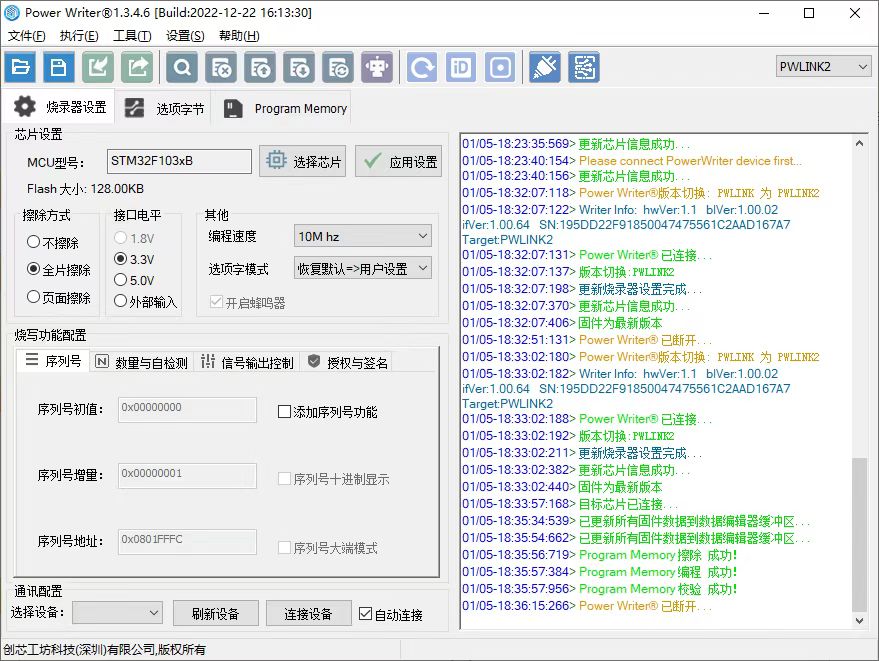 Power Writer®1.3.4.6 [Build:2022-12-22 16:13:30]
文件(F) 执行(E) 工具(T) 设置(S) 帮助(H)
iD
PWLINK2
烧录器设置 选项字节 Program Memory
芯片设置
MCU型号: STM32F103xB 选择芯片 应用设置
Flash 大小: 128.00KB
擦除方式 接口电平 其他
不擦除 1.8V 编程速度 10M hz
全片擦除 3.3V 选项字模式 恢复默认=>用户设置
页面擦除 5.0V
外部输入 开启蜂鸣器
烧写功能配置
序列号 N 数量与自检测 信号输出控制 授权与签名
序列号初值: 0x00000000 添加序列号功能
序列号增量: 0x00000001 序列号十进制显示
序列号地址: 0x0801FFFC 序列号大端模式
通讯配置
选择设备: 刷新设备 连接设备 自动连接
01/05-18:23:35:569> 更新芯片信息成功...
01/05-18:23:40:154> Please connect PowerWriter device first...
01/05-18:23:40:156> 更新芯片信息成功...
01/05-18:32:07:118> Power Writer®版本切换: PWLINK 为 PWLINK2
01/05-18:32:07:122> Writer Info: hwVer:1.1 blVer:1.00.02
ifVer:1.00.64 SN:195DD22F91850047475561C2AAD167A7
Target:PWLINK2
01/05-18:32:07:131> Power Writer® 已连接...
01/05-18:32:07:137> 版本切换:PWLINK2
01/05-18:32:07:198> 更新烧录器设置完成...
01/05-18:32:07:370> 更新芯片信息成功...
01/05-18:32:07:406> 固件为最新版本
01/05-18:32:51:131> Power Writer® 已断开...
01/05-18:33:02:180> Power Writer®版本切换: PWLINK 为 PWLINK2
01/05-18:33:02:182> Writer Info: hwVer:1.1 blVer:1.00.02
ifVer:1.00.64 SN:195DD22F91850047475561C2AAD167A7
Target:PWLINK2
01/05-18:33:02:188> Power Writer® 已连接...
01/05-18:33:02:192> 版本切换:PWLINK2
01/05-18:33:02:211> 更新烧录器设置完成...
01/05-18:33:02:382> 更新芯片信息成功...
01/05-18:33:02:440> 固件为最新版本
01/05-18:33:57:168> 目标芯片已连接...
01/05-18:35:34:539> 已更新所有固件数据到数据编辑器缓冲区...
01/05-18:35:54:662> 已更新所有固件数据到数据编辑器缓冲区...
01/05-18:35:56:719> Program Memory 擦除 成功!
01/05-18:35:57:384> Program Memory 编程 成功!
01/05-18:35:57:956> Program Memory 校验 成功!
01/05-18:36:15:266> Power Writer® 已断开...
创芯工坊科技(深圳)有限公司,版权所有